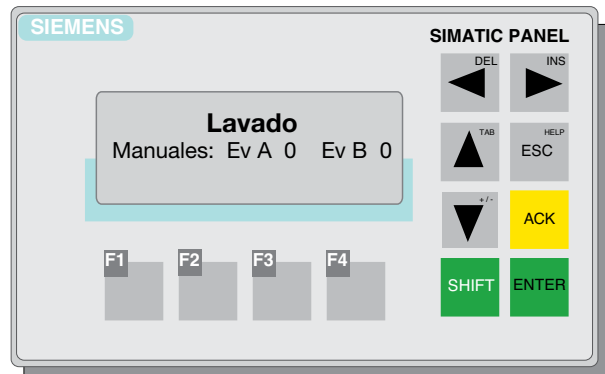 SIEMENS
SIMATIC PANEL
DEL
INS
Lavado
Manuales: Ev A 0 Ev B 0
TAB
HELP
ESC
+/-
ACK
F1 F2 F3 F4
SHIFT ENTER